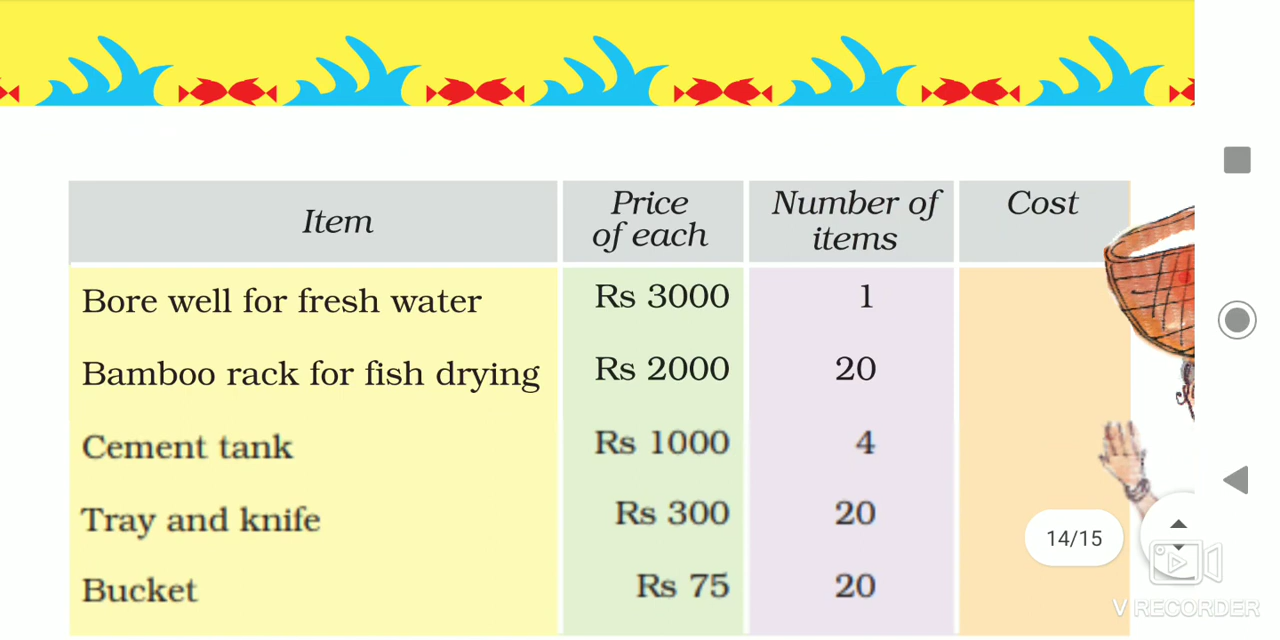 Item
Price of each
Number of items
Cost
Bore well for fresh water Rs 3000 1
Bamboo rack for fish drying Rs 2000 20
Cement tank Rs 1000 4
Tray and knife Rs 300 20
Bucket Rs 75 20
14/15
V RECORDER